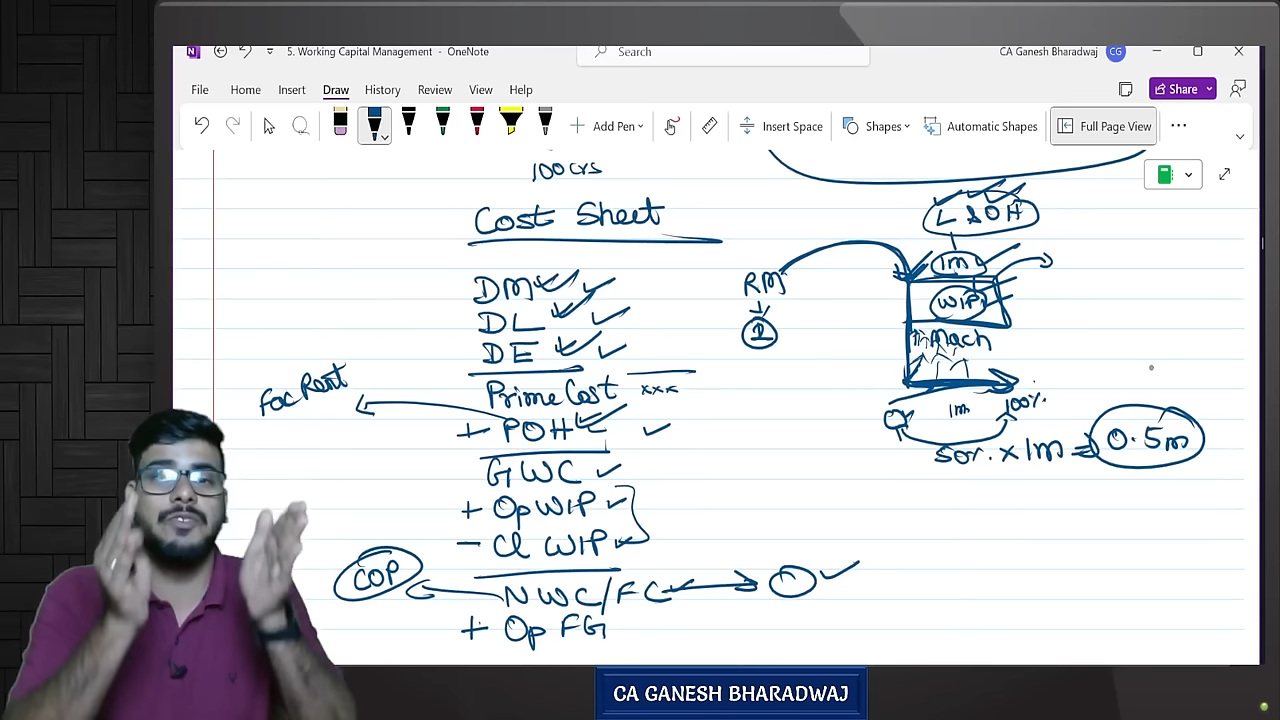 5. Working Capital Management - OneNote
Search
CA Ganesh Bharadwaj
CG
File
Home
Insert
Draw
History
Review
View
Help
Share
Add Pen
Insert Space
Shapes
Automatic Shapes
Full Page View
100 crs
Cost Sheet
DM
DL
DE
Prime Cost xxx
+ POH
Fac Rent
GWC
+ Op WIP
- Cl WIP
COP
NWC/FC
+ Op FG
L & OH
1m
RM
1
WIP
Mach
1m
100%
50% x 1m = 0.5m
CA GANESH BHARADWAJ